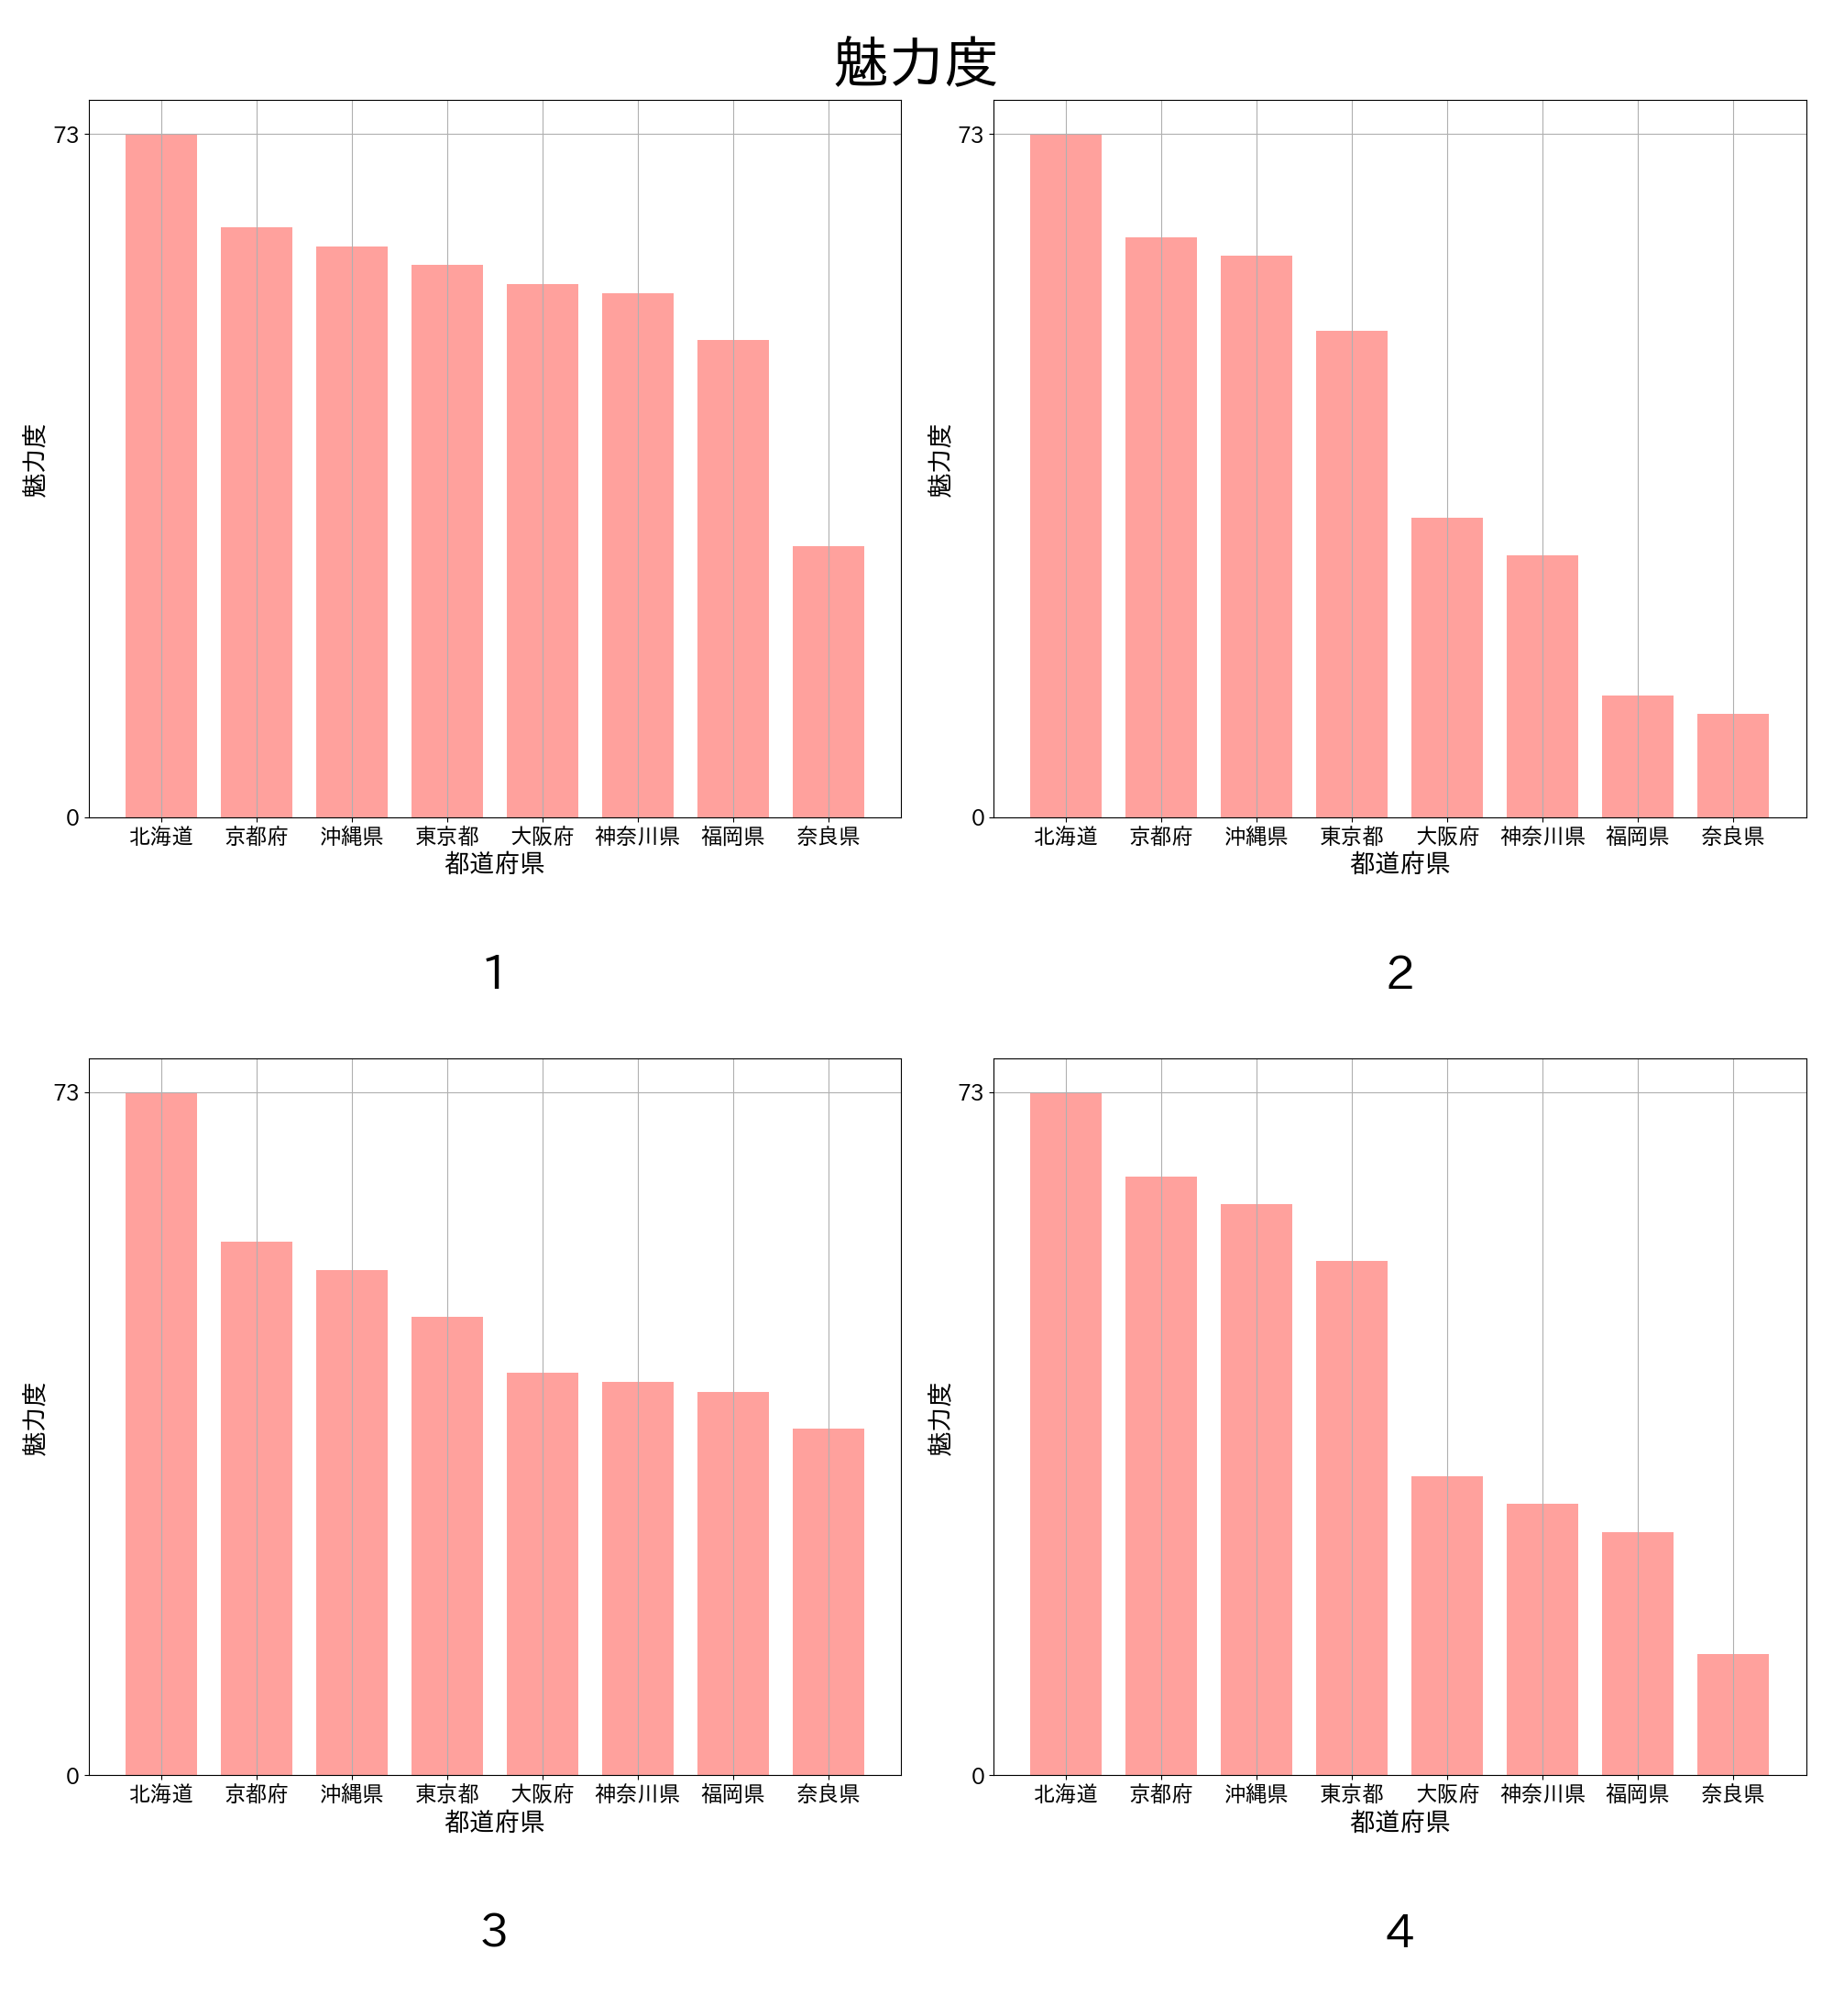 魅力度
73
魅力度
0
北海道 京都府 沖縄県 東京都 大阪府 神奈川県 福岡県 奈良県
都道府県
1
73
魅力度
0
北海道 京都府 沖縄県 東京都 大阪府 神奈川県 福岡県 奈良県
都道府県
2
73
魅力度
0
北海道 京都府 沖縄県 東京都 大阪府 神奈川県 福岡県 奈良県
都道府県
3
73
魅力度
0
北海道 京都府 沖縄県 東京都 大阪府 神奈川県 福岡県 奈良県
都道府県
4